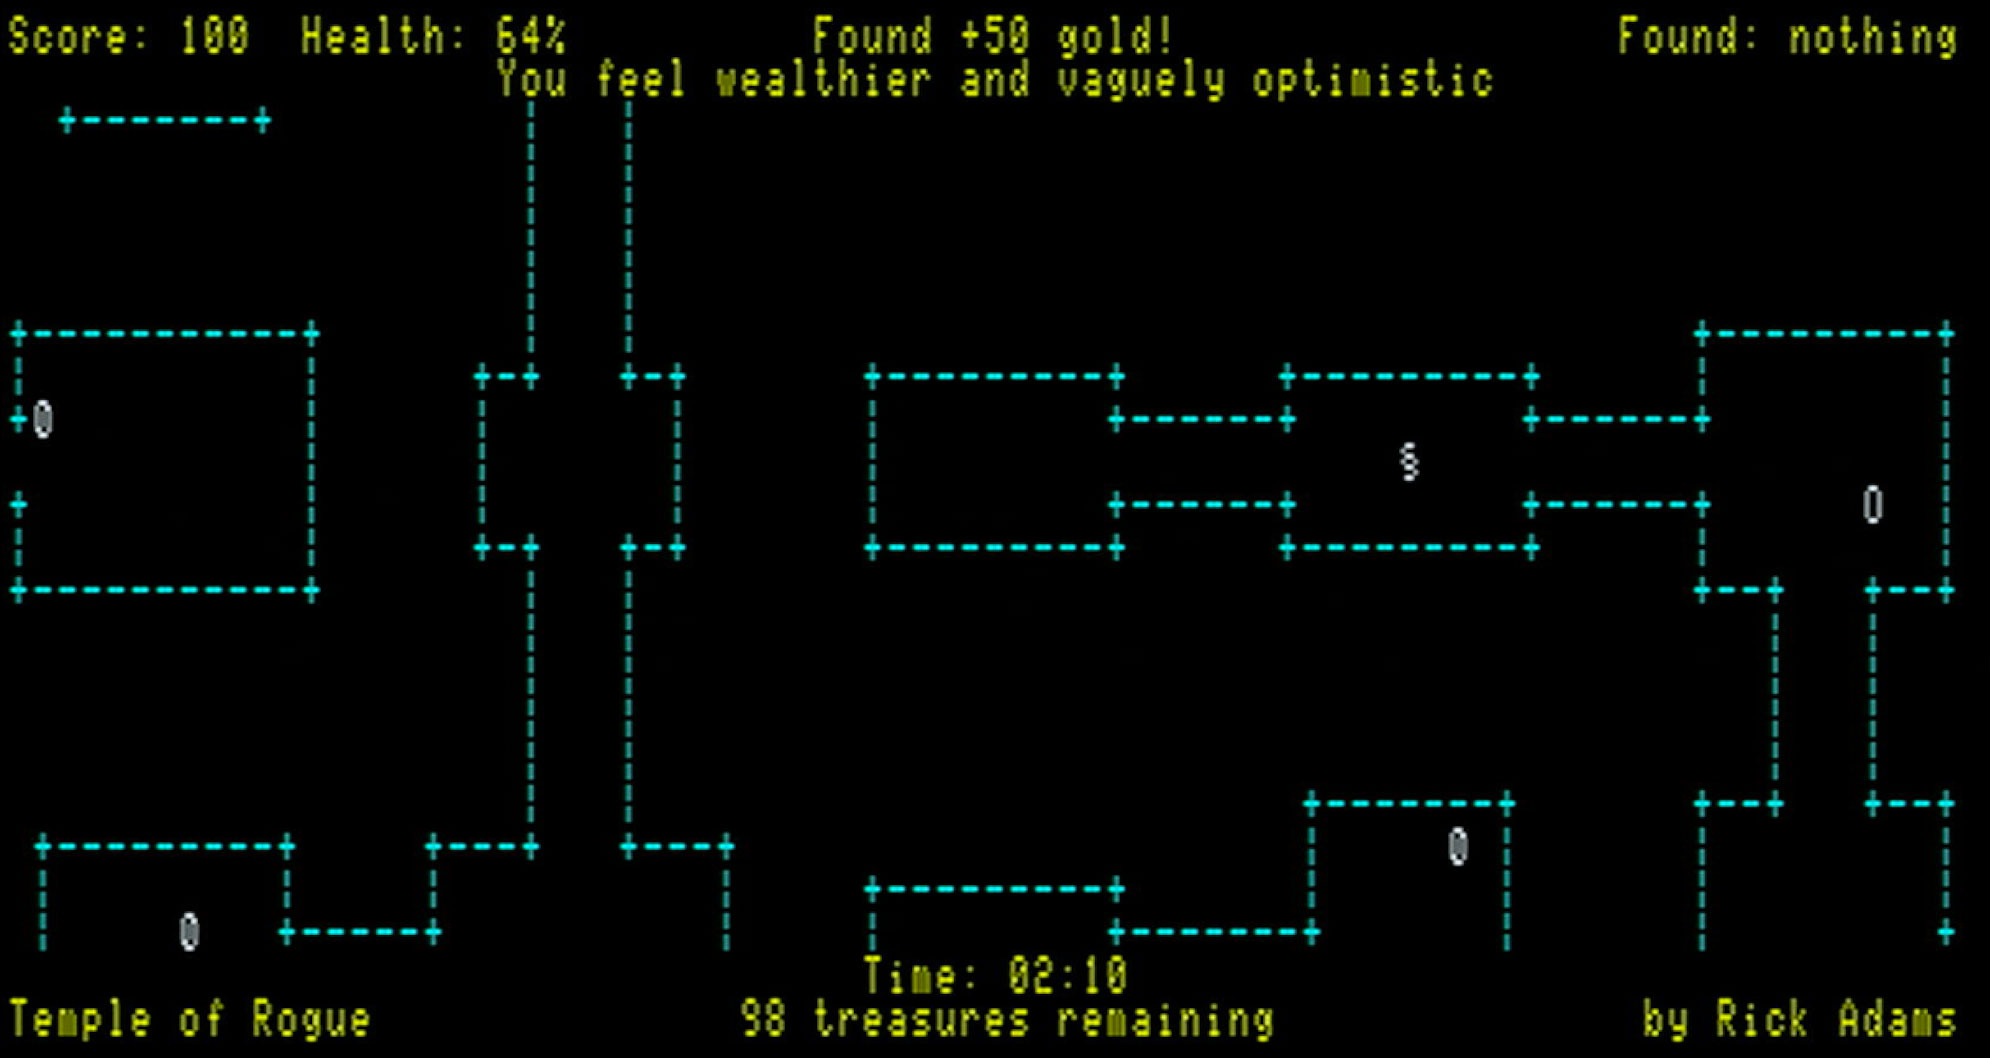 Score: 100 Health: 64% Found +50 gold! Found: nothing
You feel wealthier and vaguely optimistic
Time: 02:10
Temple of Rogue 98 treasures remaining by Rick Adams